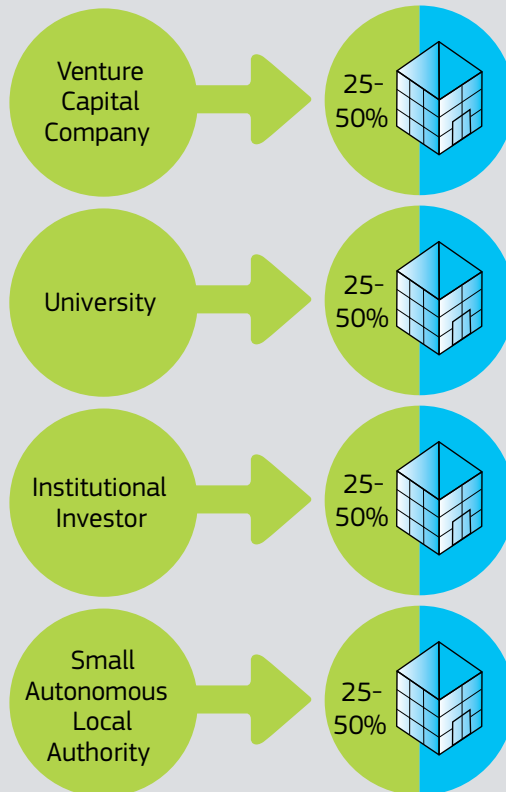 Venture
Capital
Company
25-
50%
University
25-
50%
Institutional
Investor
25-
50%
Small
Autonomous
Local
Authority
25-
50%